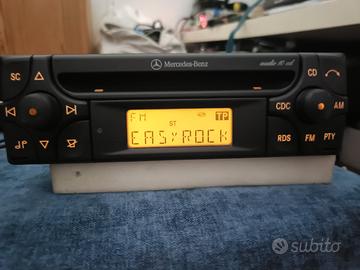 Mercedes-Benz audio 10 cd
SC CD
CDC AM
FM TP
ST
EASYROCK
RDS FM PTY
subito